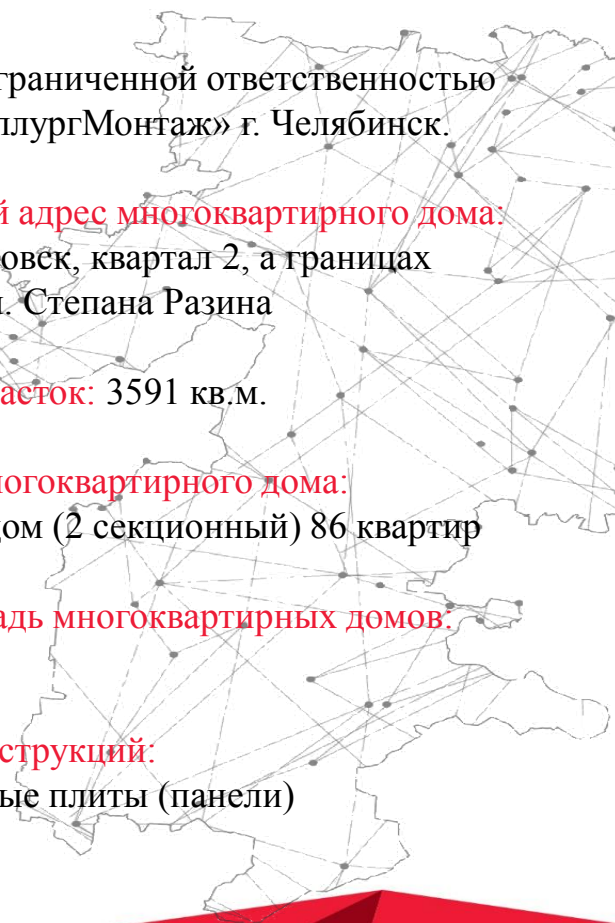 граниченной ответственностью
ллургМонтаж» г. Челябинск.
й адрес многоквартирного дома:
овск, квартал 2, а границах
л. Степана Разина
асток: 3591 кв.м.
ногоквартирного дома:
дом (2 секционный) 86 квартир
адь многоквартирных домов:
струкций:
ые плиты (панели)